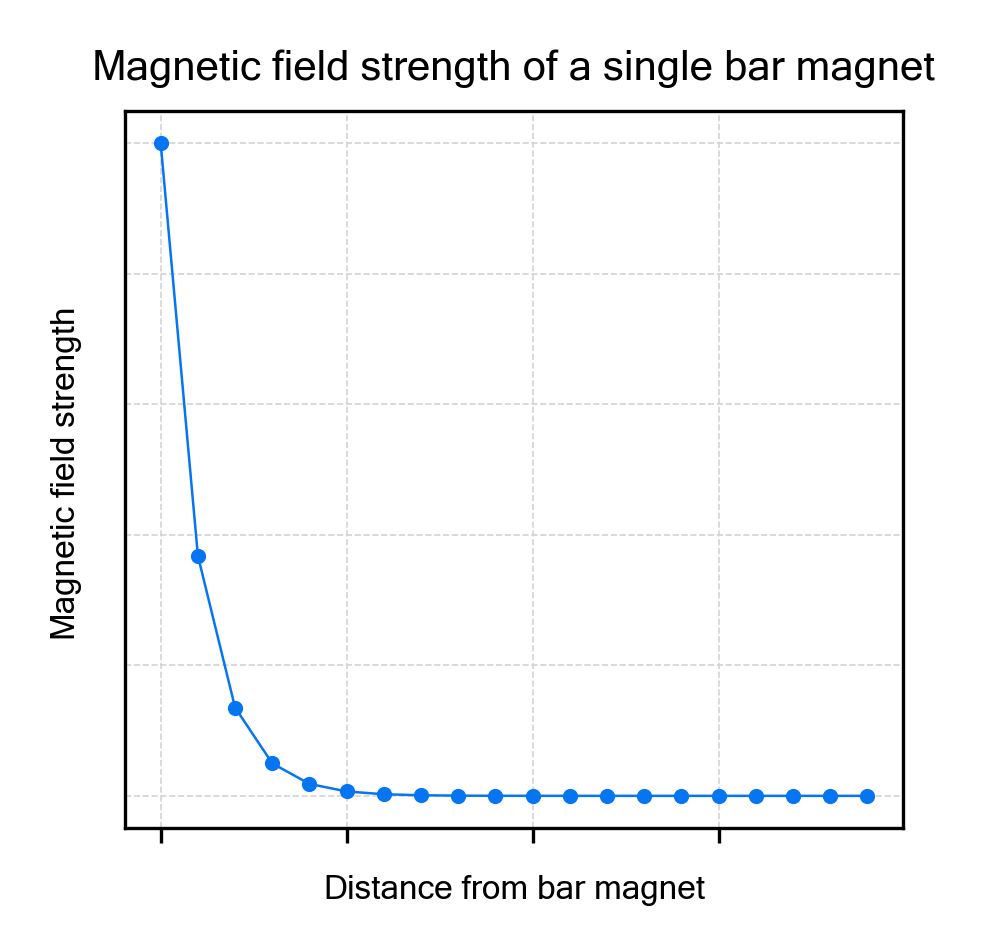 Magnetic field strength of a single bar magnet
Magnetic field strength
Distance from bar magnet